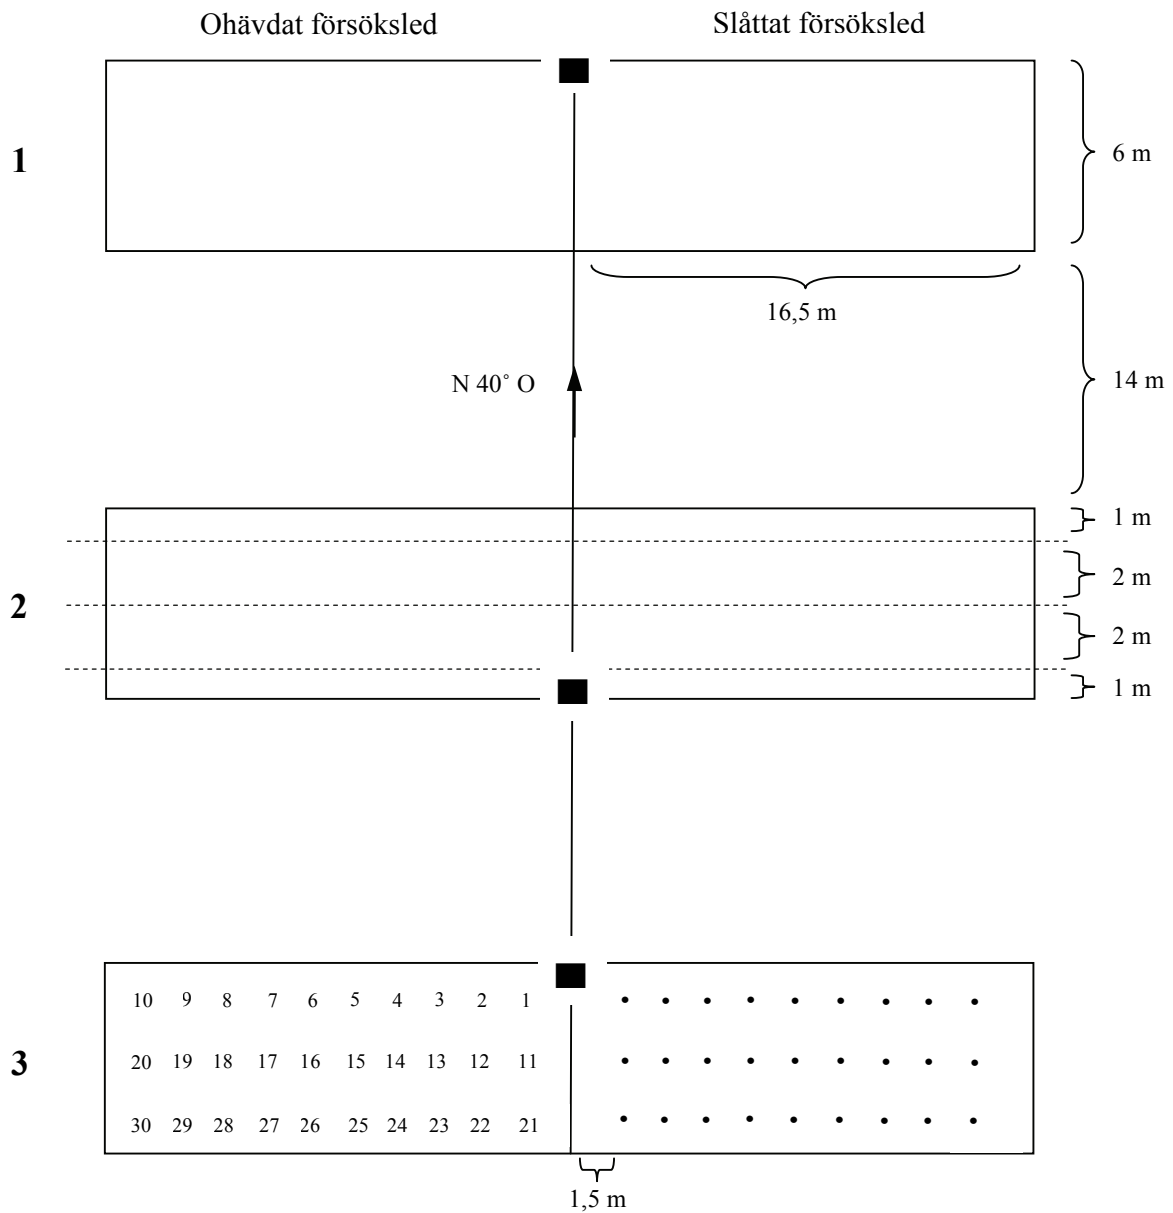 Ohävdat försöksled
Slåttat försöksled
1
6 m
16,5 m
N 40˚ O
14 m
1 m
2 m
2
2 m
1 m
10 9 8 7 6 5 4 3 2 1
3
20 19 18 17 16 15 14 13 12 11
30 29 28 27 26 25 24 23 22 21
1,5 m